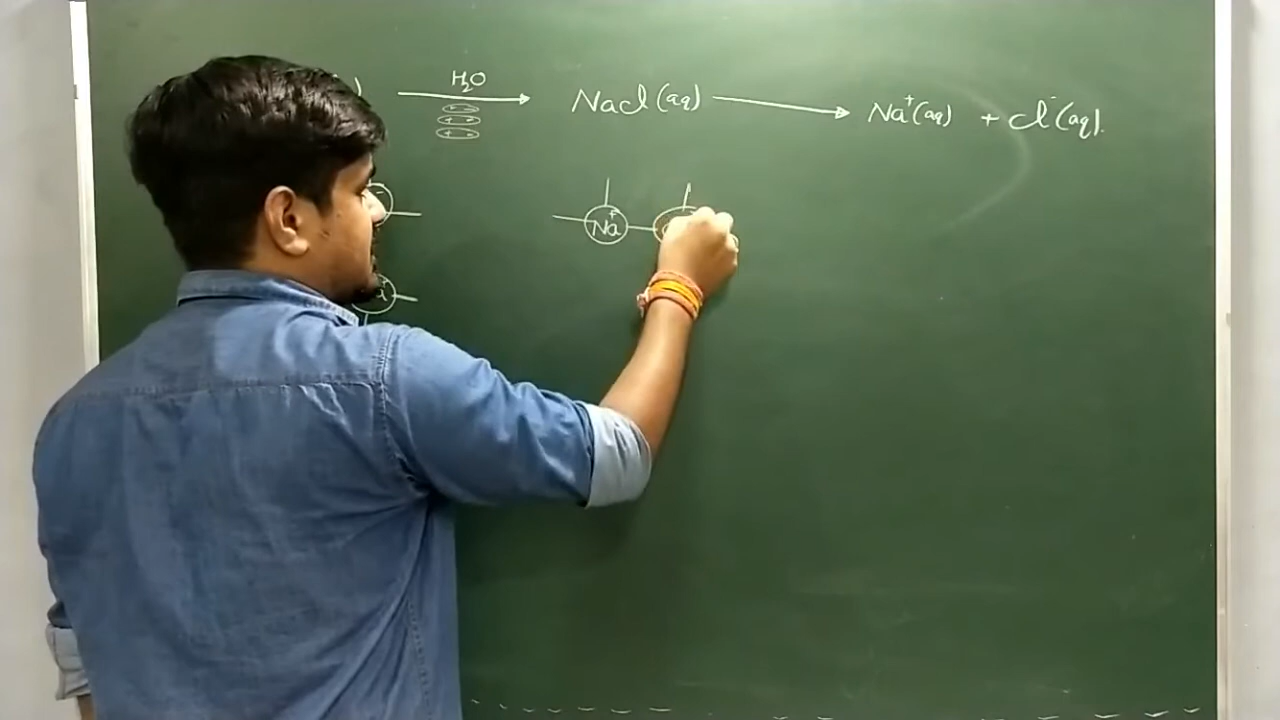 H₂O
) ⟶ NaCl (aq) ⟶ Na⁺(aq) + Cl⁻(aq).
Na⁺